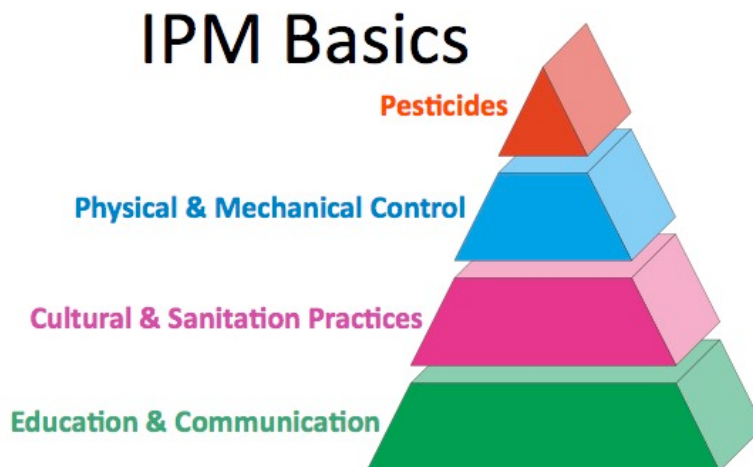 IPM Basics
Pesticides
Physical & Mechanical Control
Cultural & Sanitation Practices
Education & Communication